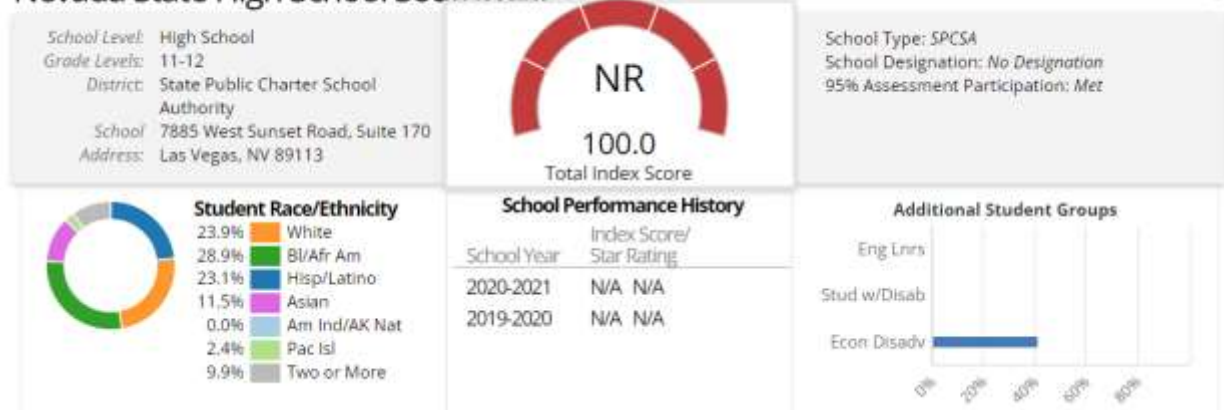 Nevada State High School
School Level: High School
Grade Levels: 11-12
District: State Public Charter School
Authority
School 7885 West Sunset Road, Suite 170
Address: Las Vegas, NV 89113
NR
100.0
Total Index Score
School Type: SPCSA
School Designation: No Designation
95% Assessment Participation: Met
Student Race/Ethnicity
23.9% White
28.9% Bl/Afr Am
23.1% Hisp/Latino
11.5% Asian
0.0% Am Ind/AK Nat
2.4% Pac Isl
9.9% Two or More
School Performance History
Index Score/
School Year Star Rating
2020-2021 N/A N/A
2019-2020 N/A N/A
Additional Student Groups
Eng Lnrs
Stud w/Disab
Econ Disadv
0% 20% 40% 60% 80%